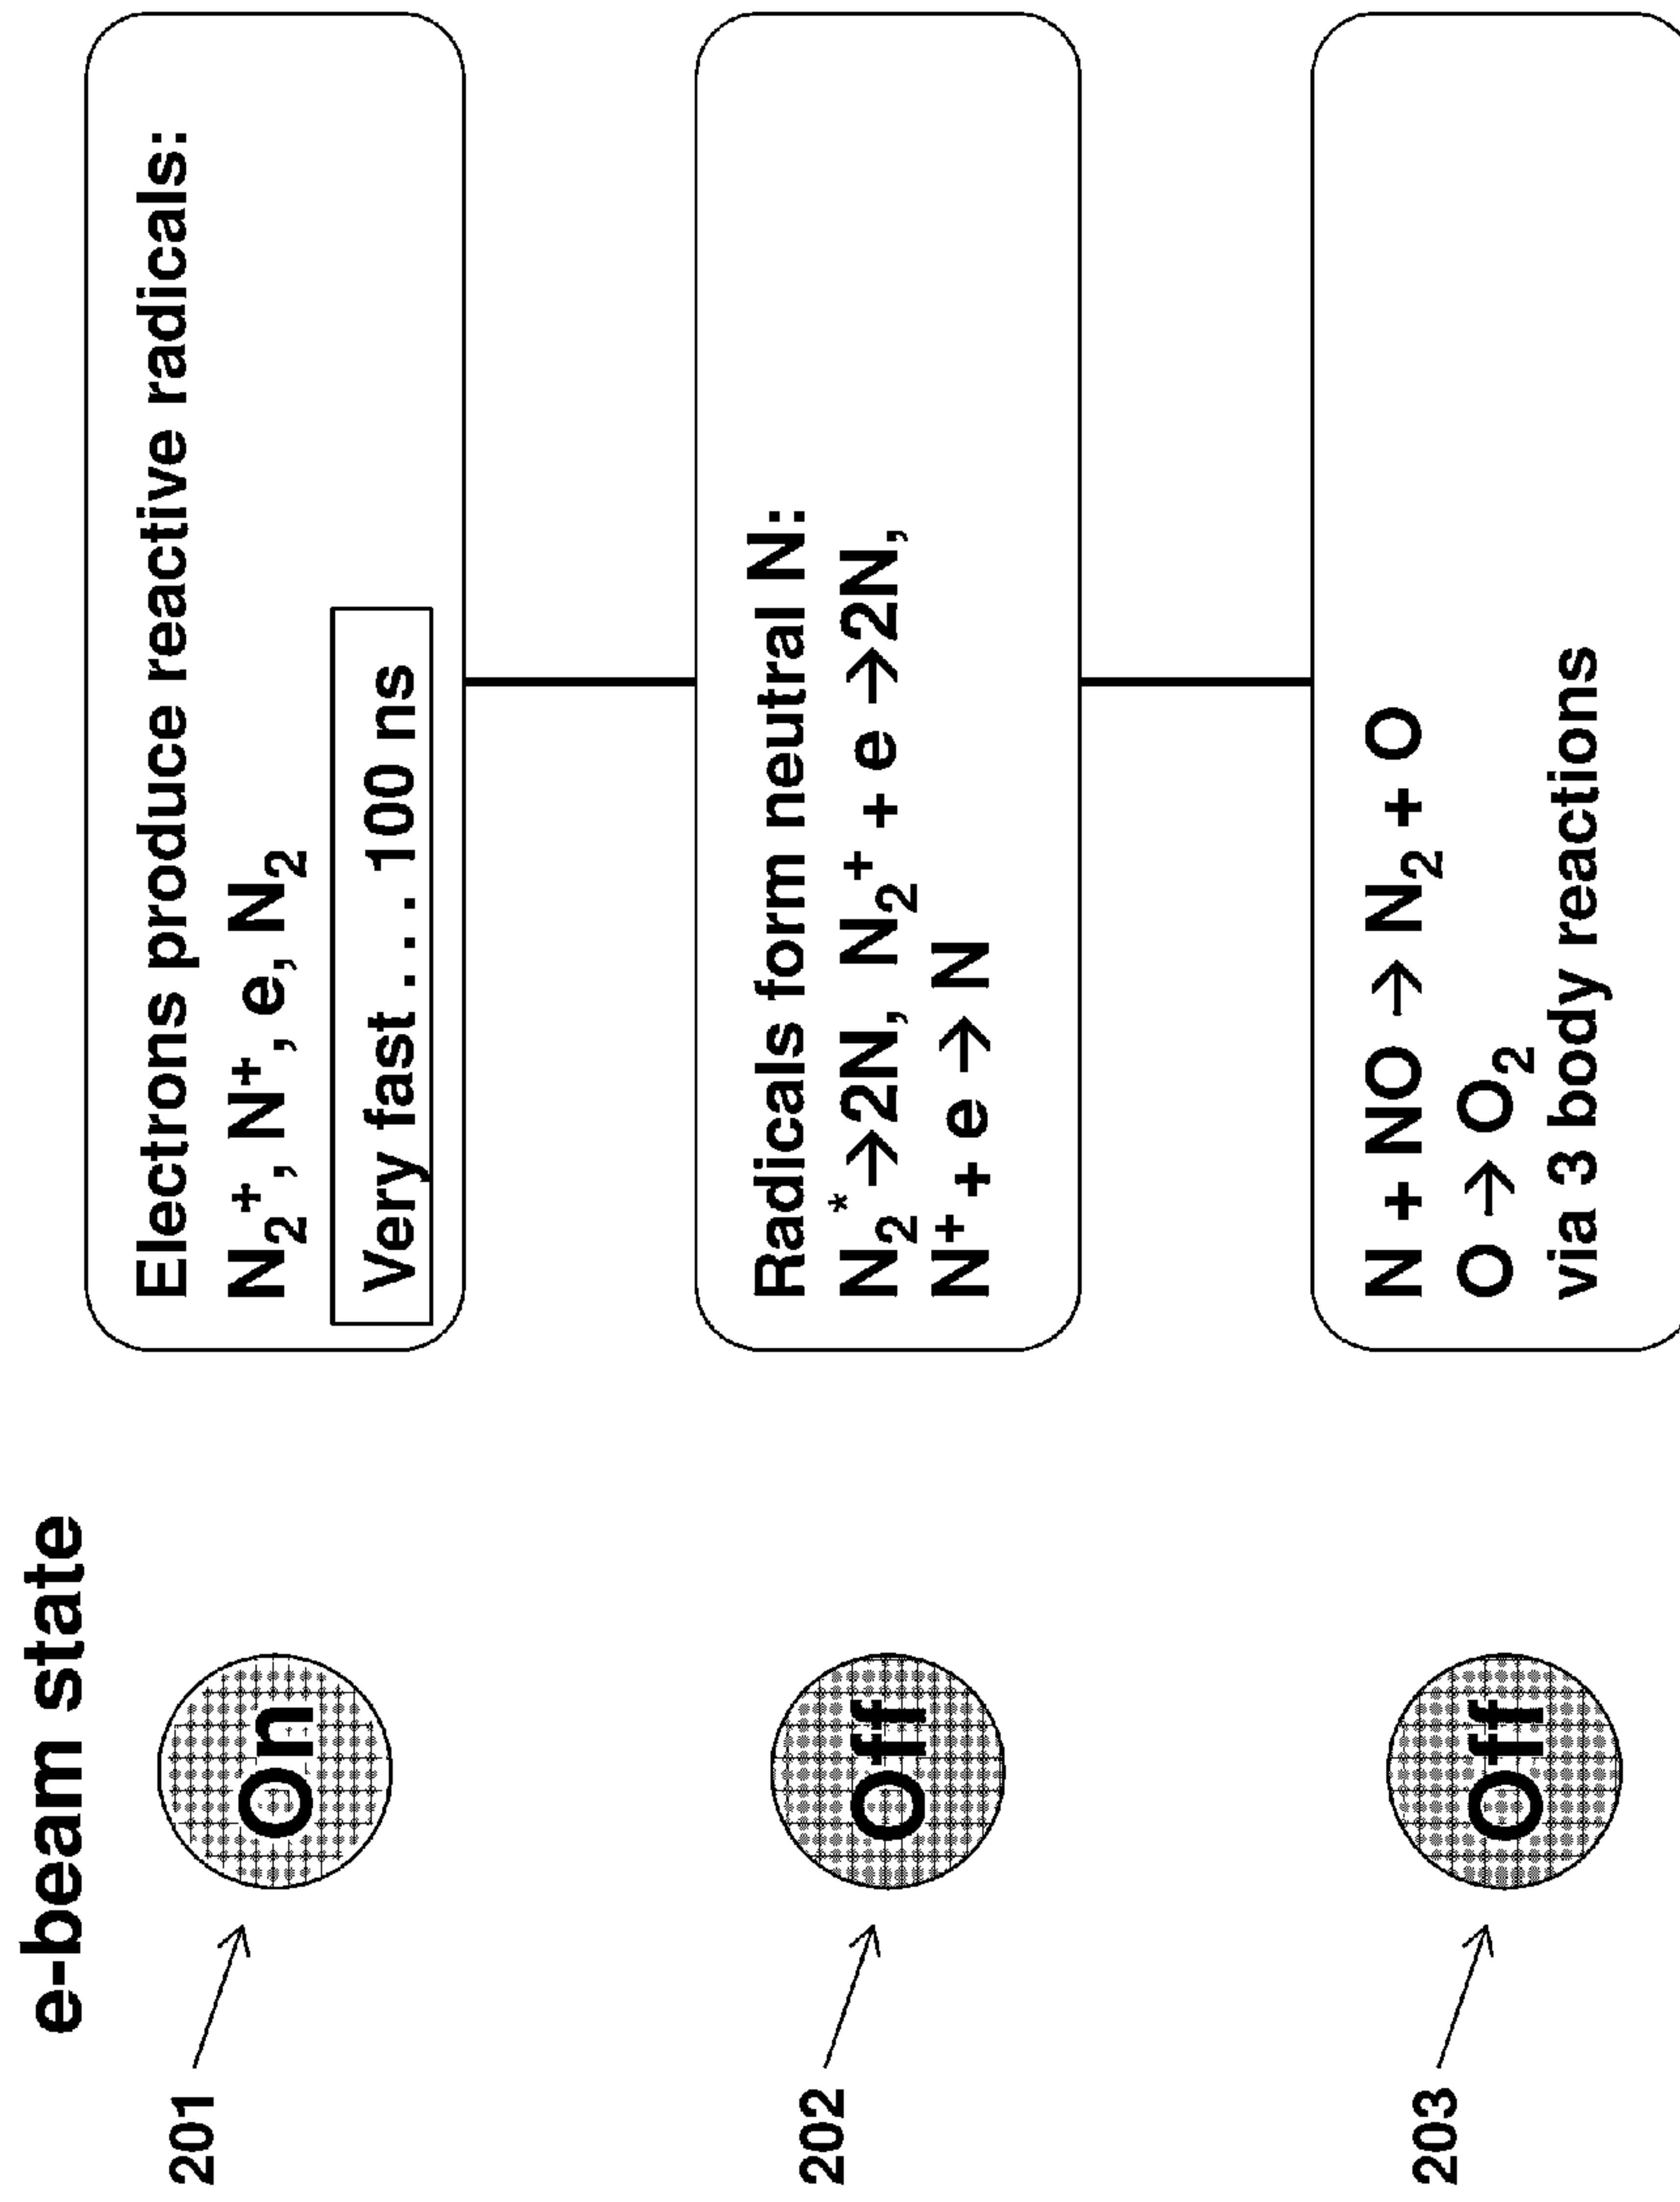 e-beam state
201
On
Electrons produce reactive radicals:
N₂⁺, N⁺, e, N₂
Very fast . . . 100 ns
202
Off
Radicals form neutral N:
N₂* → 2N, N₂⁺ + e → 2N,
N⁺ + e → N
203
Off
N + NO → N₂ + O
O → O₂
via 3 body reactions